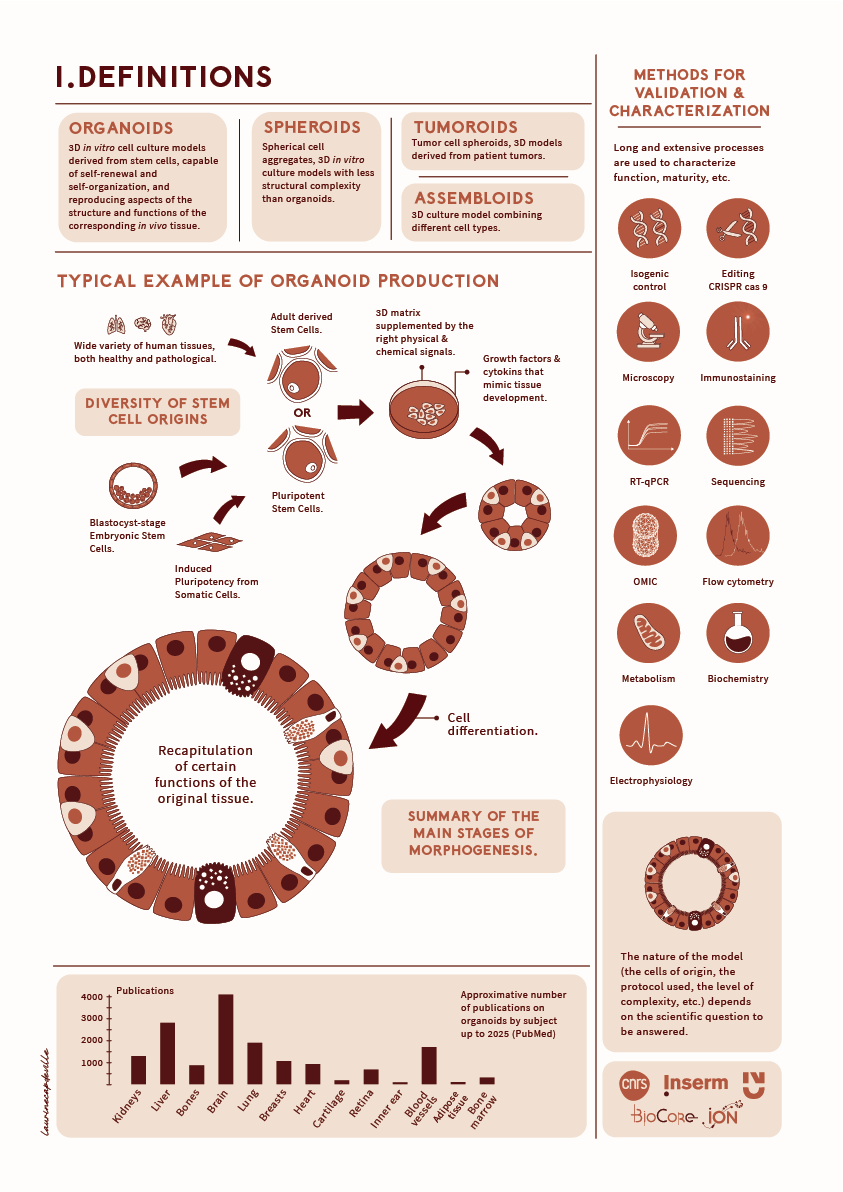 I.DEFINITIONS
ORGANOIDS
3D in vitro cell culture models
derived from stem cells, capable
of self-renewal and
self-organization, and
reproducing aspects of the
structure and functions of the
corresponding in vivo tissue.
SPHEROIDS
Spherical cell
aggregates, 3D in vitro
culture models with less
structural complexity
than organoids.
TUMOROIDS
Tumor cell spheroids, 3D models
derived from patient tumors.
ASSEMBLOIDS
3D culture model combining
different cell types.
TYPICAL EXAMPLE OF ORGANOID PRODUCTION
Wide variety of human tissues,
both healthy and pathological.
Adult derived
Stem Cells.
3D matrix
supplemented by the
right physical &
chemical signals.
Growth factors &
cytokins that
mimic tissue
development.
DIVERSITY OF STEM
CELL ORIGINS
OR
Pluripotent
Stem Cells.
Blastocyst-stage
Embryonic Stem
Cells.
Induced
Pluripotency from
Somatic Cells.
Cell
differentiation.
Recapitulation
of certain
functions of the
original tissue.
SUMMARY OF THE
MAIN STAGES OF
MORPHOGENESIS.
Publications
4000
3000
2000
1000
Approximative number
of publications on
organoids by subject
up to 2025 (PubMed)
Kidneys
Liver
Bones
Brain
Lung
Breasts
Heart
Cartilage
Retina
Inner ear
Blood
vessels
Adipose
tissue
Bone
marrow
laurinecapdeville
METHODS FOR
VALIDATION &
CHARACTERIZATION
Long and extensive processes
are used to characterize
function, maturity, etc.
Isogenic
control
Editing
CRISPR cas 9
Microscopy
Immunostaining
RT-qPCR
Sequencing
OMIC
Flow cytometry
Metabolism
Biochemistry
Electrophysiology
The nature of the model
(the cells of origin, the
protocol used, the level of
complexity, etc.) depends
on the scientific question to
be answered.
cnrs
Inserm
BioCore
iON